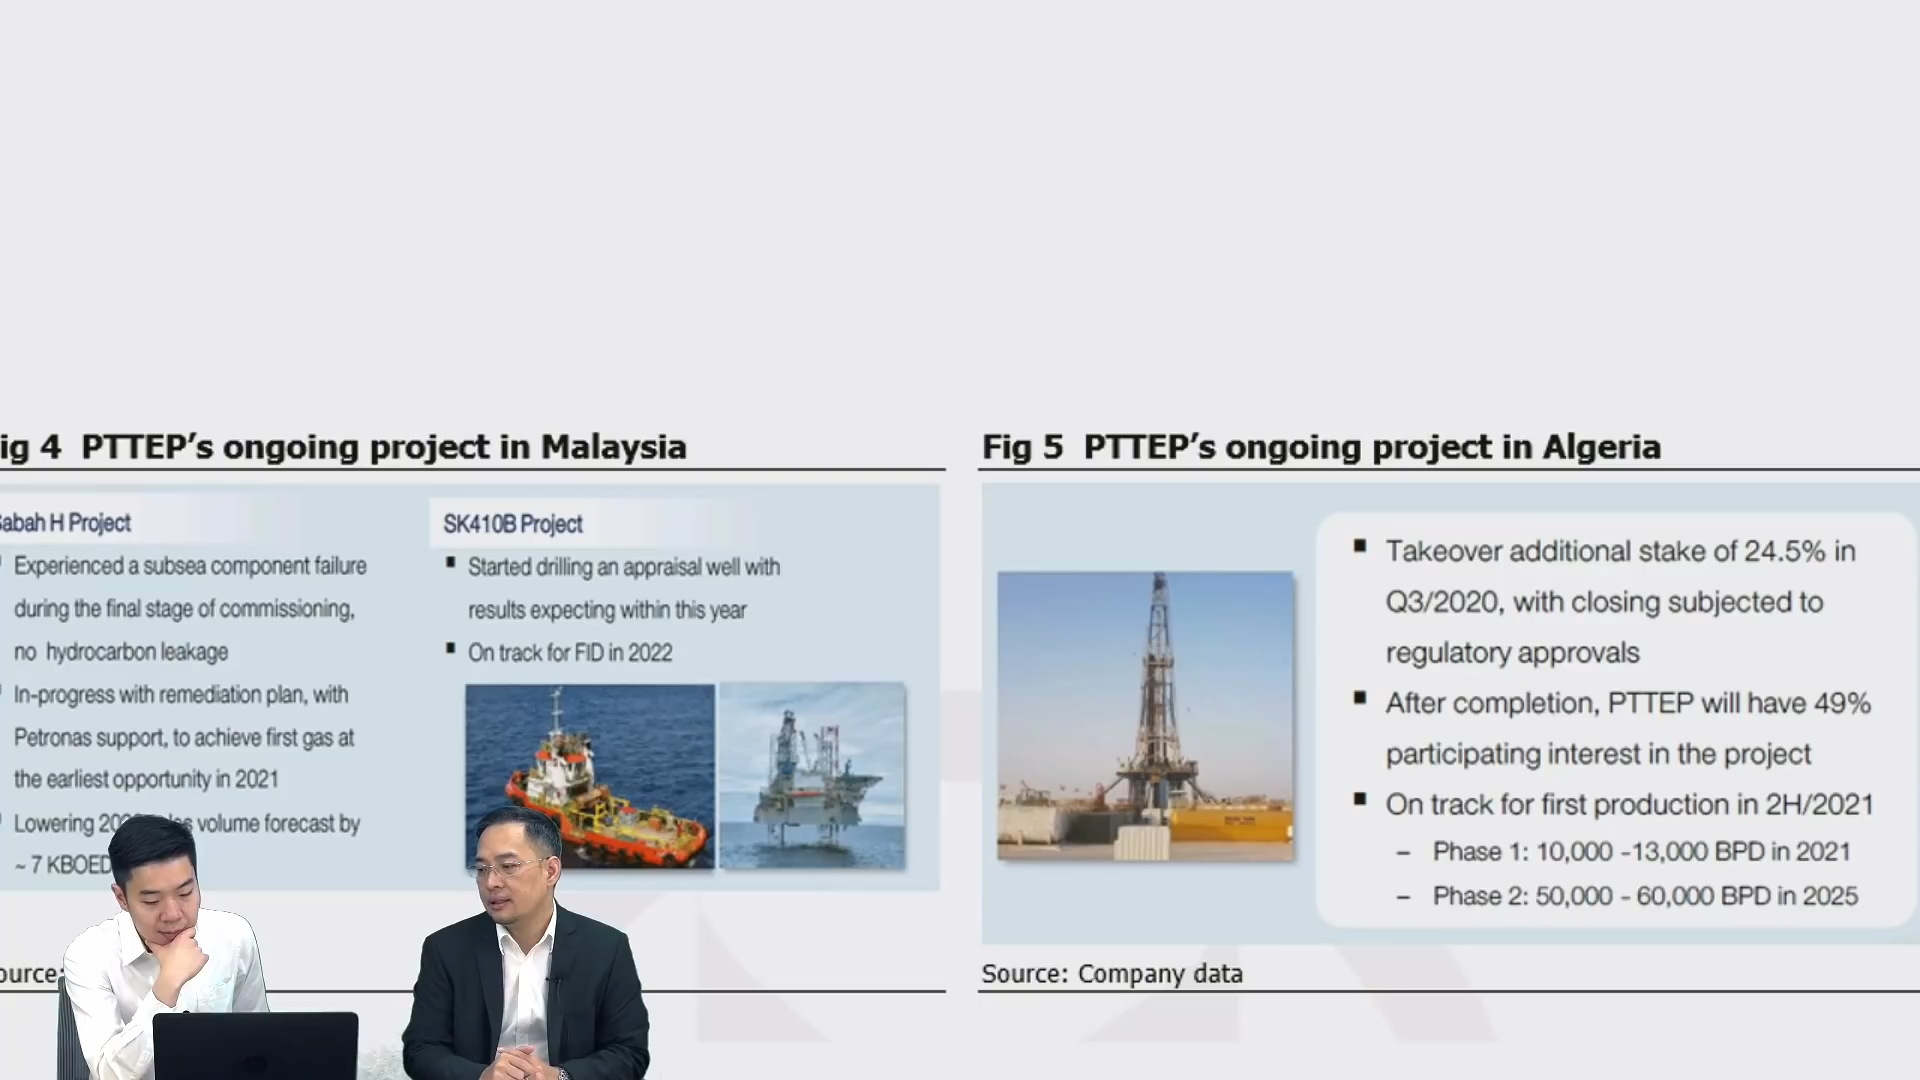 ig 4 PTTEP’s ongoing project in Malaysia
abah H Project
Experienced a subsea component failure
during the final stage of commissioning,
no hydrocarbon leakage
In-progress with remediation plan, with
Petronas support, to achieve first gas at
the earliest opportunity in 2021
Lowering volume forecast by
~ 7 KBOED
ource:
SK410B Project
Started drilling an appraisal well with
results expecting within this year
On track for FID in 2022
Fig 5 PTTEP’s ongoing project in Algeria
Takeover additional stake of 24.5% in
Q3/2020, with closing subjected to
regulatory approvals
After completion, PTTEP will have 49%
participating interest in the project
On track for first production in 2H/2021
– Phase 1: 10,000 -13,000 BPD in 2021
– Phase 2: 50,000 - 60,000 BPD in 2025
Source: Company data